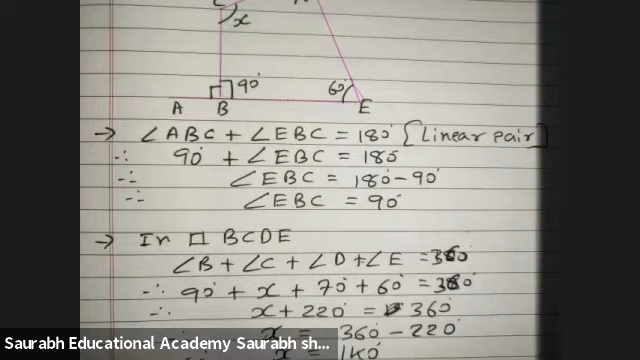 x
90°
60°
A B E
→ ∠ABC + ∠EBC = 180° [Linear pair]
∴ 90° + ∠EBC = 180°
∴ ∠EBC = 180° - 90°
∴ ∠EBC = 90°
→ In □ BCDE
∠B + ∠C + ∠D + ∠E = 360°
∴ 90° + x + 70° + 60° = 360°
∴ x + 220° = 360°
x = 360° - 220°
x = 140°
Saurabh Educational Academy Saurabh sh...